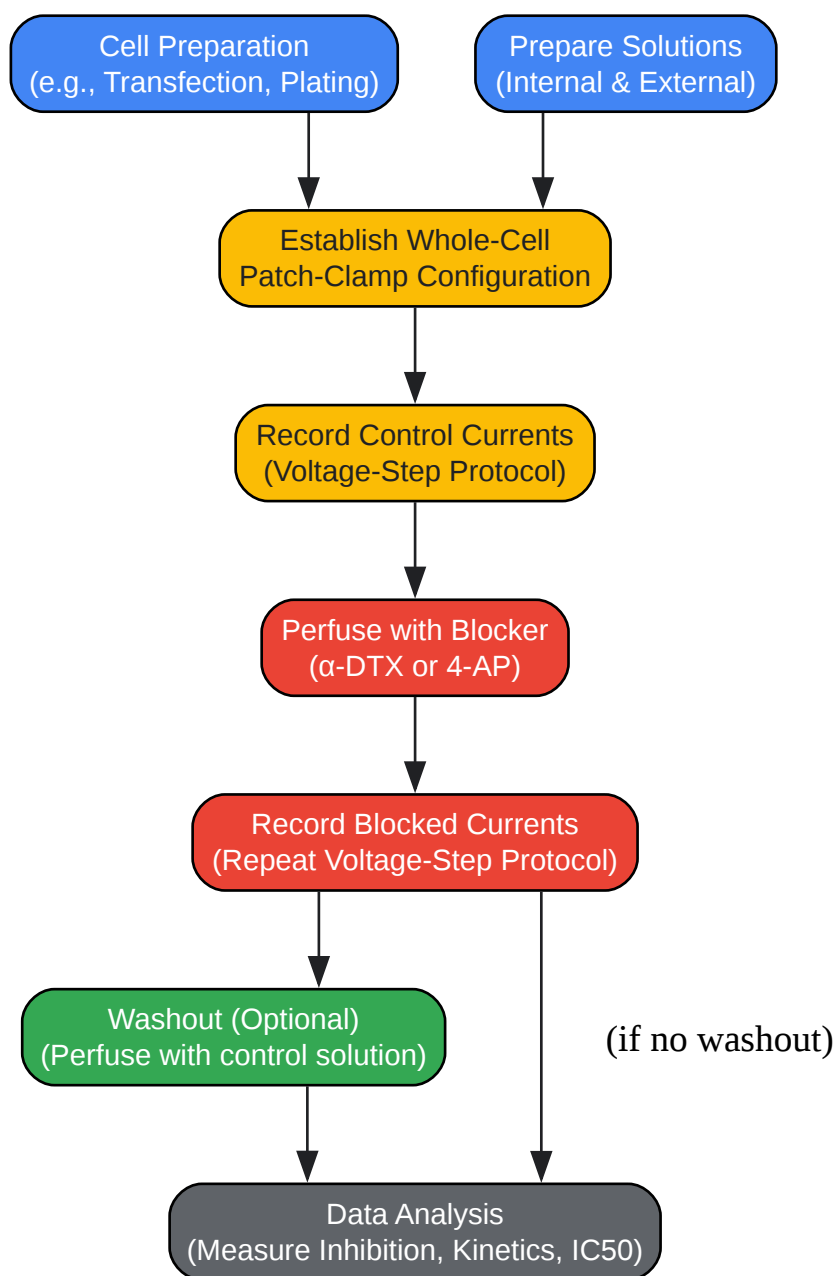 Cell Preparation
(e.g., Transfection, Plating)
Prepare Solutions
(Internal & External)
Establish Whole-Cell
Patch-Clamp Configuration
Record Control Currents
(Voltage-Step Protocol)
Perfuse with Blocker
(α-DTX or 4-AP)
Record Blocked Currents
(Repeat Voltage-Step Protocol)
Washout (Optional)
(Perfuse with control solution)
(if no washout)
Data Analysis
(Measure Inhibition, Kinetics, IC50)